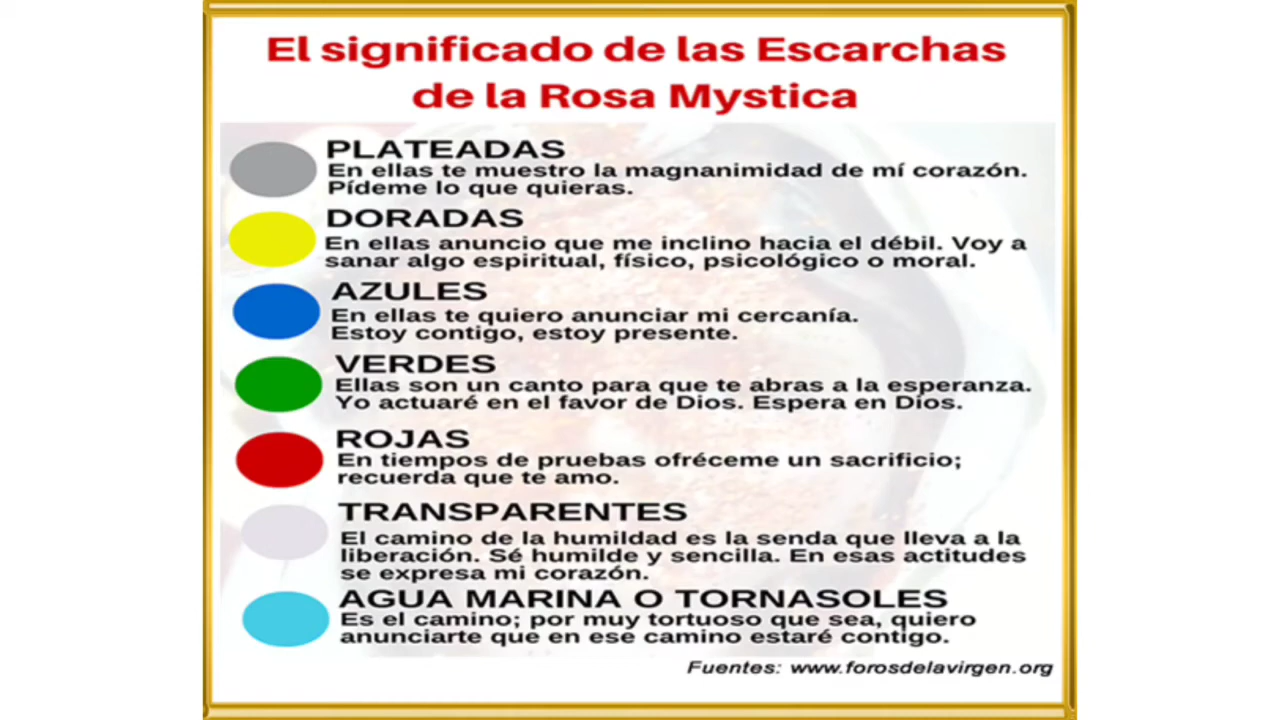 El significado de las Escarchas
de la Rosa Mystica
PLATEADAS
En ellas te muestro la magnanimidad de mí corazón.
Pídeme lo que quieras.
DORADAS
En ellas anuncio que me inclino hacia el débil. Voy a
sanar algo espiritual, físico, psicológico o moral.
AZULES
En ellas te quiero anunciar mi cercanía.
Estoy contigo, estoy presente.
VERDES
Ellas son un canto para que te abras a la esperanza.
Yo actuaré en el favor de Dios. Espera en Dios.
ROJAS
En tiempos de pruebas ofréceme un sacrificio;
recuerda que te amo.
TRANSPARENTES
El camino de la humildad es la senda que lleva a la
liberación. Sé humilde y sencilla. En esas actitudes
se expresa mi corazón.
AGUA MARINA O TORNASOLES
Es el camino; por muy tortuoso que sea, quiero
anunciarte que en ese camino estaré contigo.
Fuentes: www.forosdelavirgen.org